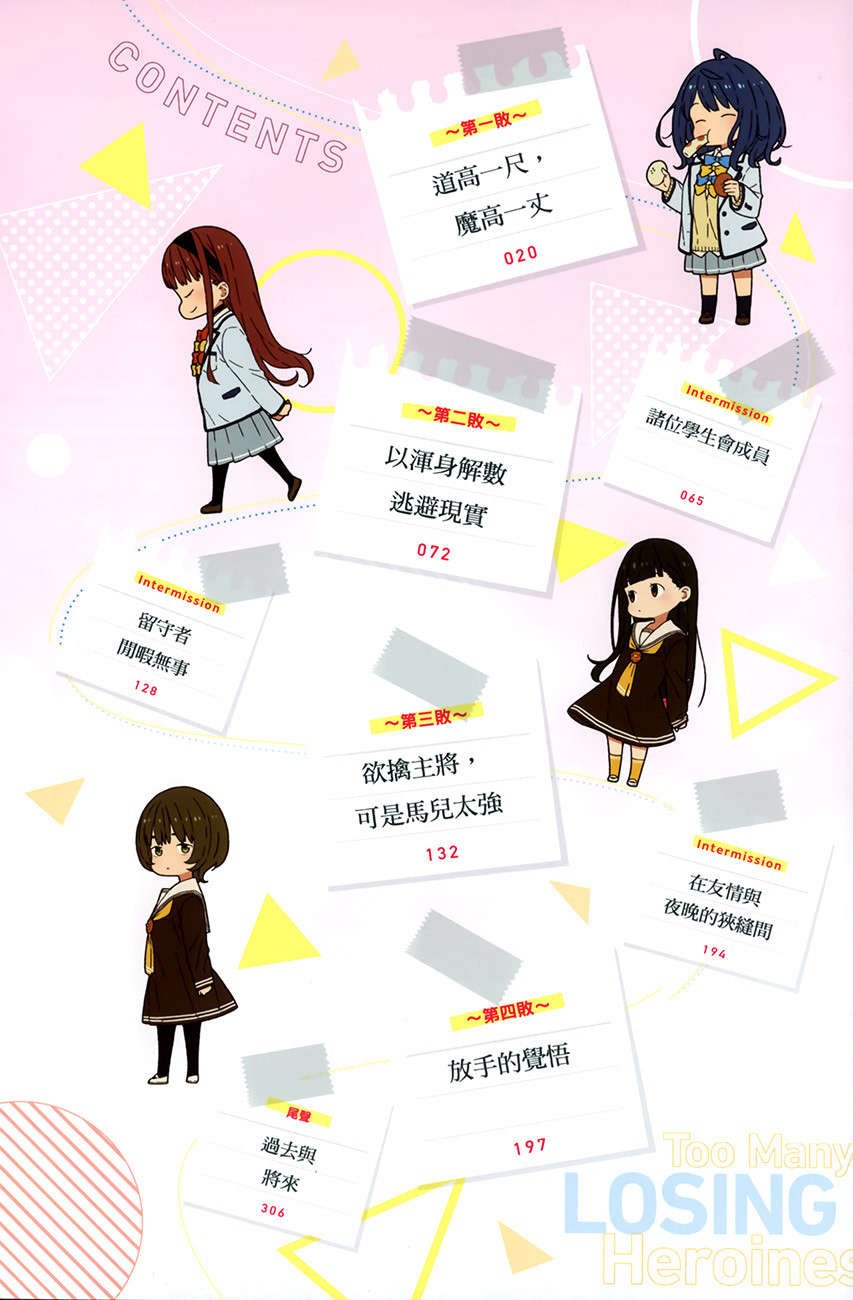 CONTENTS
～第一敗～
道高一尺，
魔高一丈
020
Intermission
諸位學生會成員
065
～第二敗～
以渾身解數
逃避現實
072
Intermission
留守者
閒暇無事
128
～第三敗～
欲擒主將，
可是馬兒太強
132
Intermission
在友情與
夜晚的狹縫間
194
～第四敗～
放手的覺悟
197
尾聲
過去與
將來
306
Too Many
LOSING
Heroines